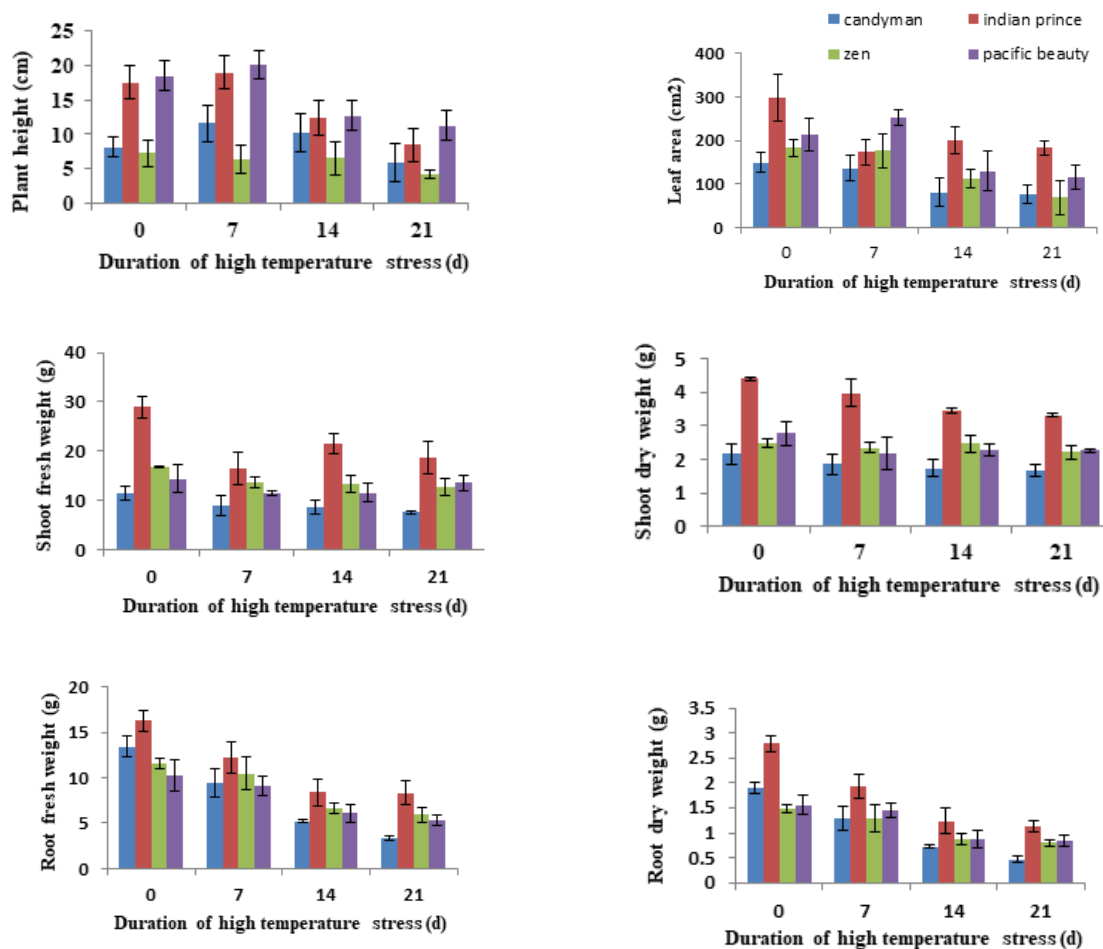 candyman indian prince
zen pacific beauty
Plant height (cm)
25
20
15
10
5
0
0 7 14 21
Duration of high temperature stress (d)
Leaf area (cm2)
400
300
200
100
0
0 7 14 21
Duration of high temperature stress (d)
Shoot fresh weight (g)
40
30
20
10
0
0 7 14 21
Duration of high temperature stress (d)
Shoot dry weight (g)
5
4
3
2
1
0
0 7 14 21
Duration of high temperature stress (d)
Root fresh weight (g)
20
15
10
5
0
0 7 14 21
Duration of high temperature stress (d)
Root dry weight (g)
3.5
3
2.5
2
1.5
1
0.5
0
0 7 14 21
Duration of high temperature stress (d)